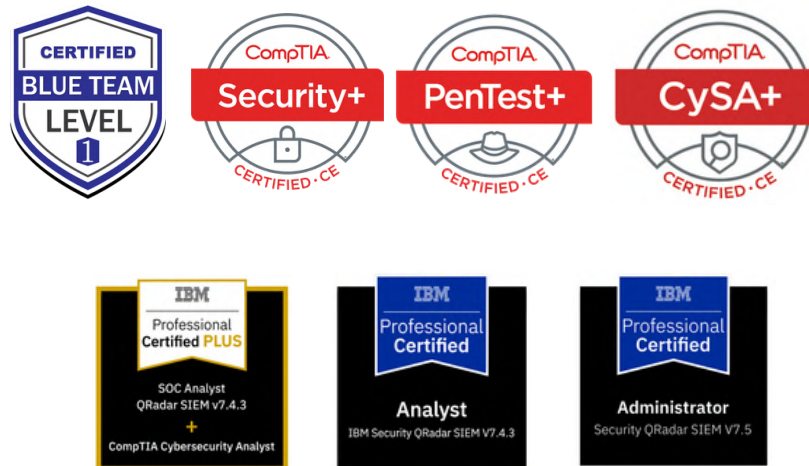 CERTIFIED
BLUE TEAM
LEVEL
1
CompTIA.
Security+
CERTIFIED·CE
CompTIA.
PenTest+
CERTIFIED·CE
CompTIA.
CySA+
CERTIFIED·CE
IBM
Professional
Certified PLUS
SOC Analyst
QRadar SIEM v7.4.3
+
CompTIA Cybersecurity Analyst
IBM
Professional
Certified
Analyst
IBM Security QRadar SIEM V7.4.3
IBM
Professional
Certified
Administrator
Security QRadar SIEM V7.5